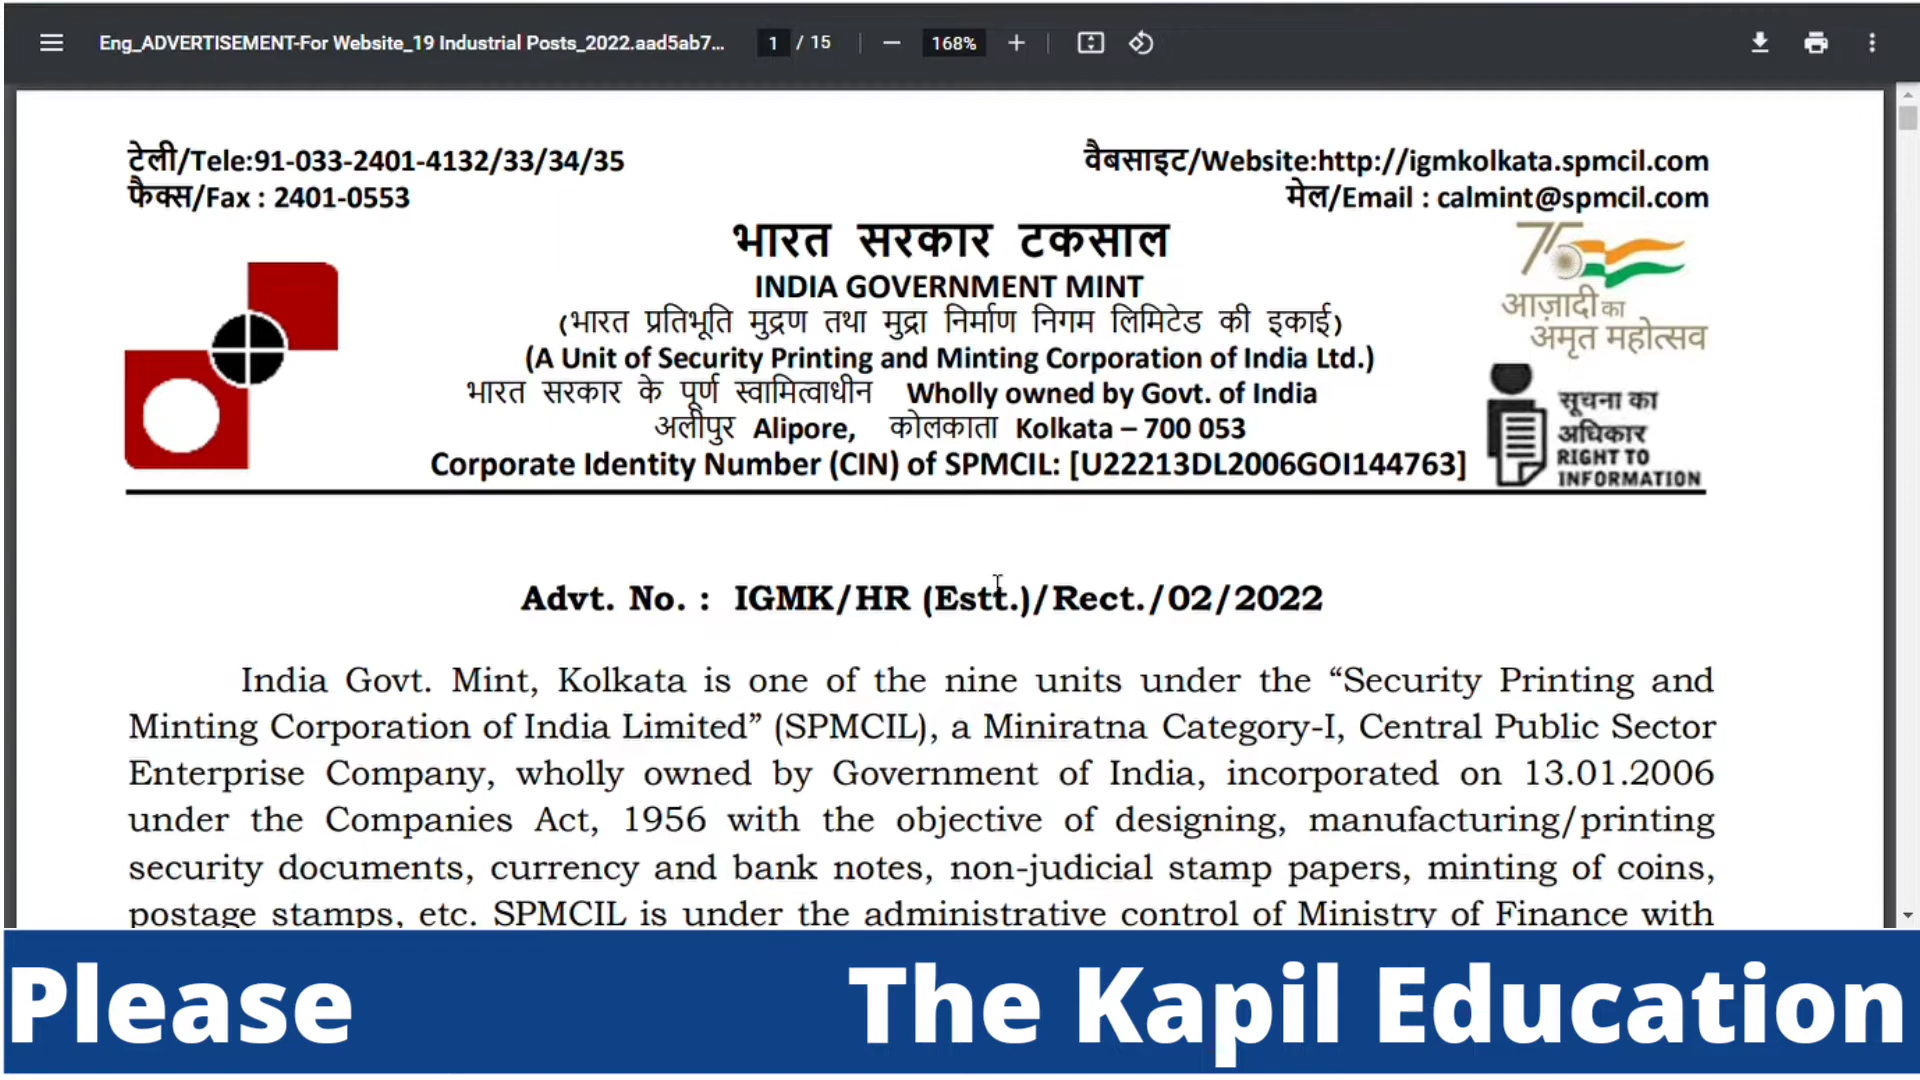 Eng_ADVERTISEMENT-For Website_19 Industrial Posts_2022.aad5ab7...
1 / 15
168%
टेली/Tele:91-033-2401-4132/33/34/35
फैक्स/Fax : 2401-0553
वैबसाइट/Website:http://igmkolkata.spmcil.com
मेल/Email : calmint@spmcil.com
भारत सरकार टकसाल
INDIA GOVERNMENT MINT
(भारत प्रतिभूति मुद्रण तथा मुद्रा निर्माण निगम लिमिटेड की इकाई)
(A Unit of Security Printing and Minting Corporation of India Ltd.)
भारत सरकार के पूर्ण स्वामित्वाधीन Wholly owned by Govt. of India
अलीपुर Alipore, कोलकाता Kolkata – 700 053
Corporate Identity Number (CIN) of SPMCIL: [U22213DL2006GOI144763]
75
आज़ादी का
अमृत महोत्सव
सूचना का
अधिकार
RIGHT TO
INFORMATION
Advt. No. : IGMK/HR (Estt.)/Rect./02/2022
India Govt. Mint, Kolkata is one of the nine units under the “Security Printing and
Minting Corporation of India Limited” (SPMCIL), a Miniratna Category-I, Central Public Sector
Enterprise Company, wholly owned by Government of India, incorporated on 13.01.2006
under the Companies Act, 1956 with the objective of designing, manufacturing/printing
security documents, currency and bank notes, non-judicial stamp papers, minting of coins,
postage stamps, etc. SPMCIL is under the administrative control of Ministry of Finance with
Please The Kapil Education